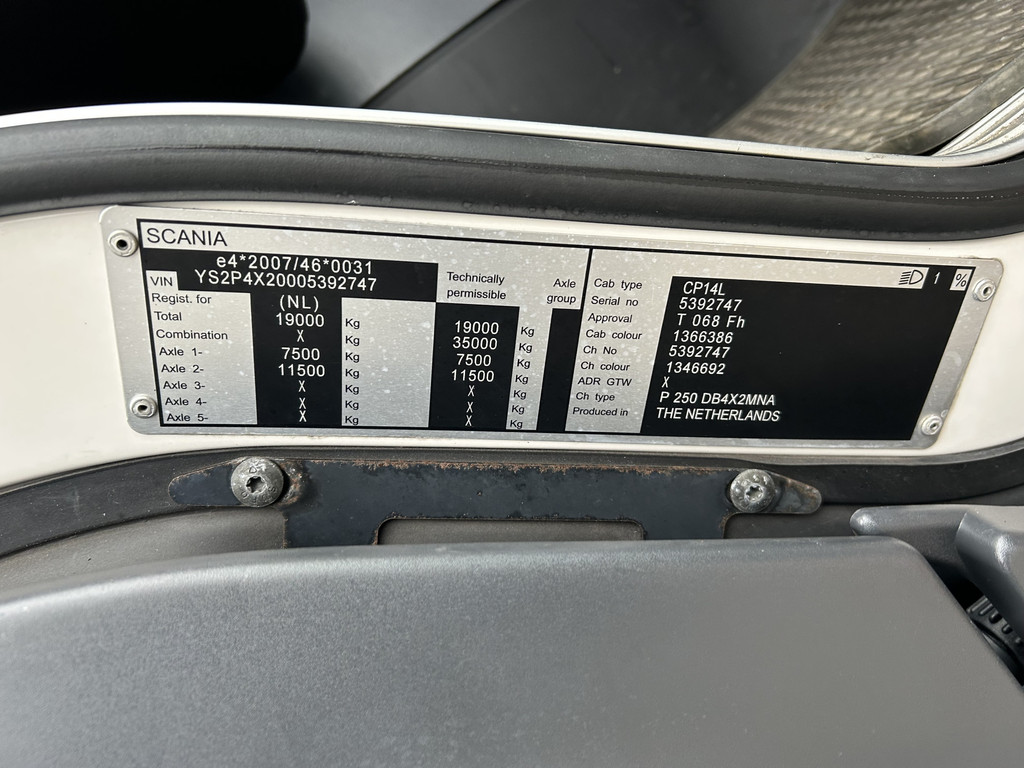 SCANIA
e4*2007/46*0031
VIN YS2P4X20005392747
Technically permissible
Axle group
Regist. for (NL)
Total 19000 Kg 19000 Kg
Combination X Kg 35000 Kg
Axle 1- 7500 Kg 7500 Kg
Axle 2- 11500 Kg 11500 Kg
Axle 3- X Kg X Kg
Axle 4- X Kg X Kg
Axle 5- X Kg X Kg
1 %
Cab type CP14L
Serial no 5392747
Approval T 068 Fh
Cab colour 1366386
Ch No 5392747
Ch colour 1346692
ADR GTW X
Ch type P 250 DB4X2MNA
Produced in THE NETHERLANDS